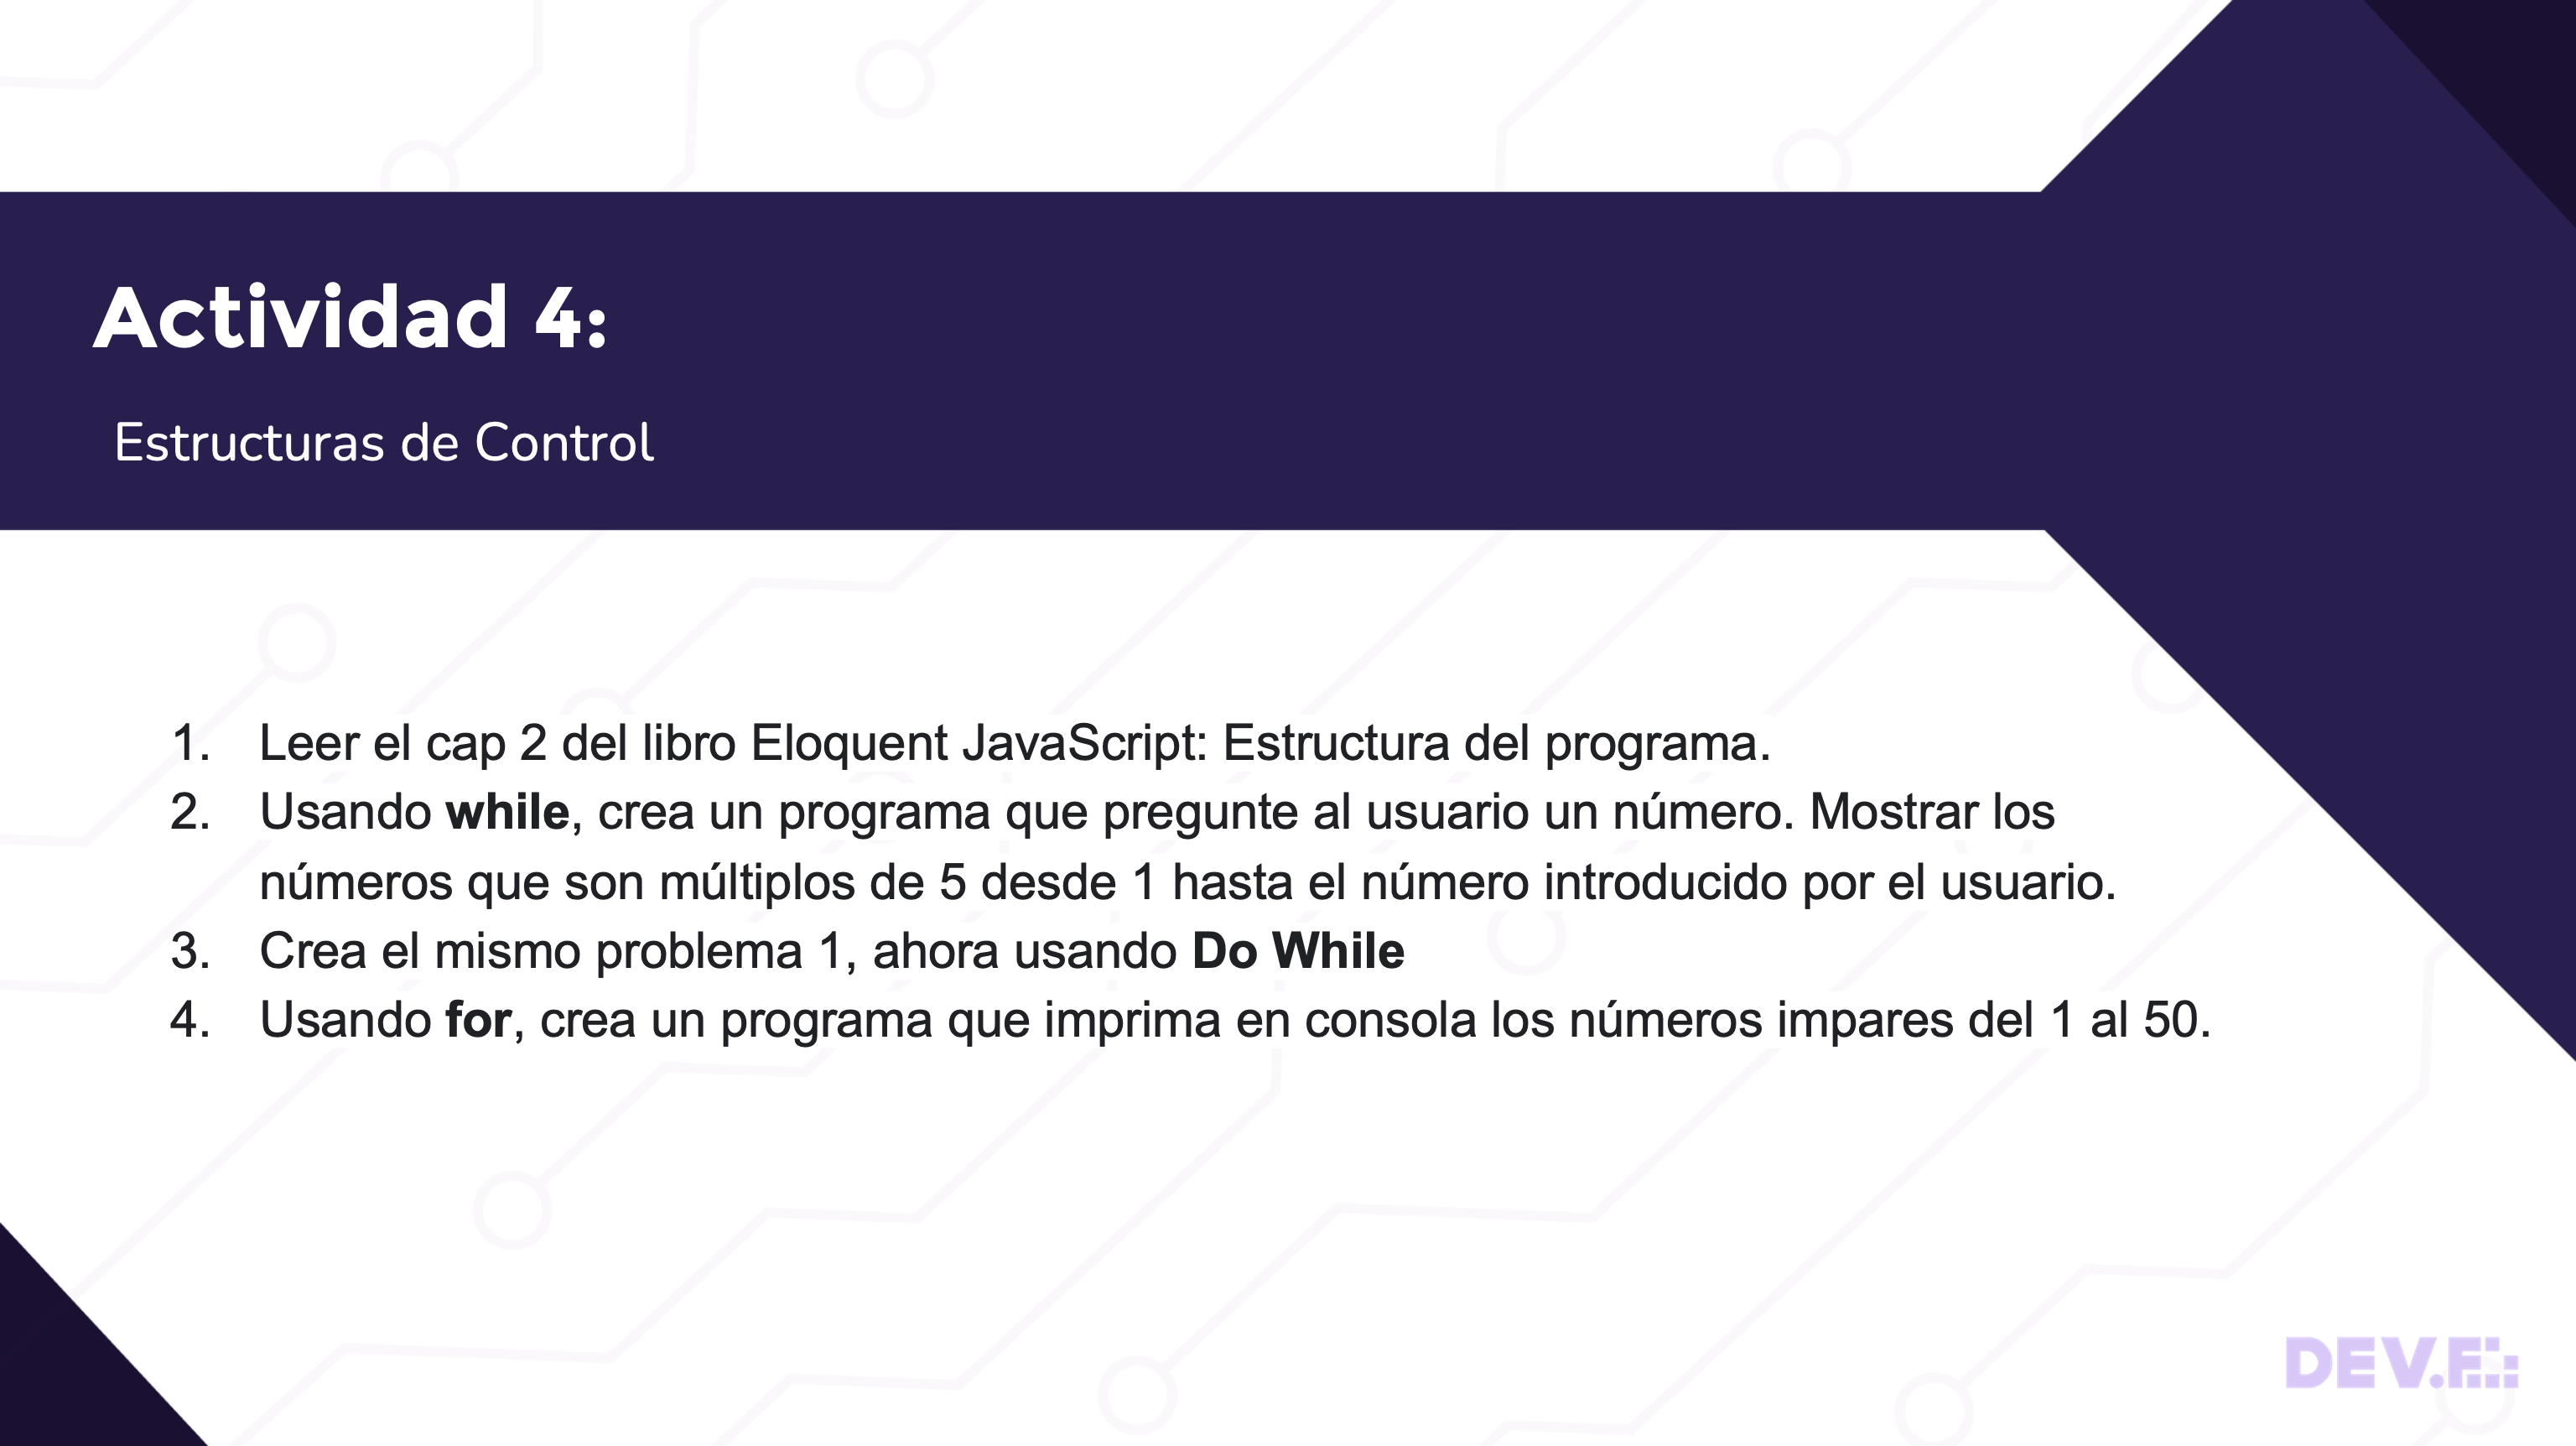 Actividad 4:
Estructuras de Control
1. Leer el cap 2 del libro Eloquent JavaScript: Estructura del programa.
2. Usando while, crea un programa que pregunte al usuario un número. Mostrar los
números que son múltiplos de 5 desde 1 hasta el número introducido por el usuario.
3. Crea el mismo problema 1, ahora usando Do While
4. Usando for, crea un programa que imprima en consola los números impares del 1 al 50.
DEV.F